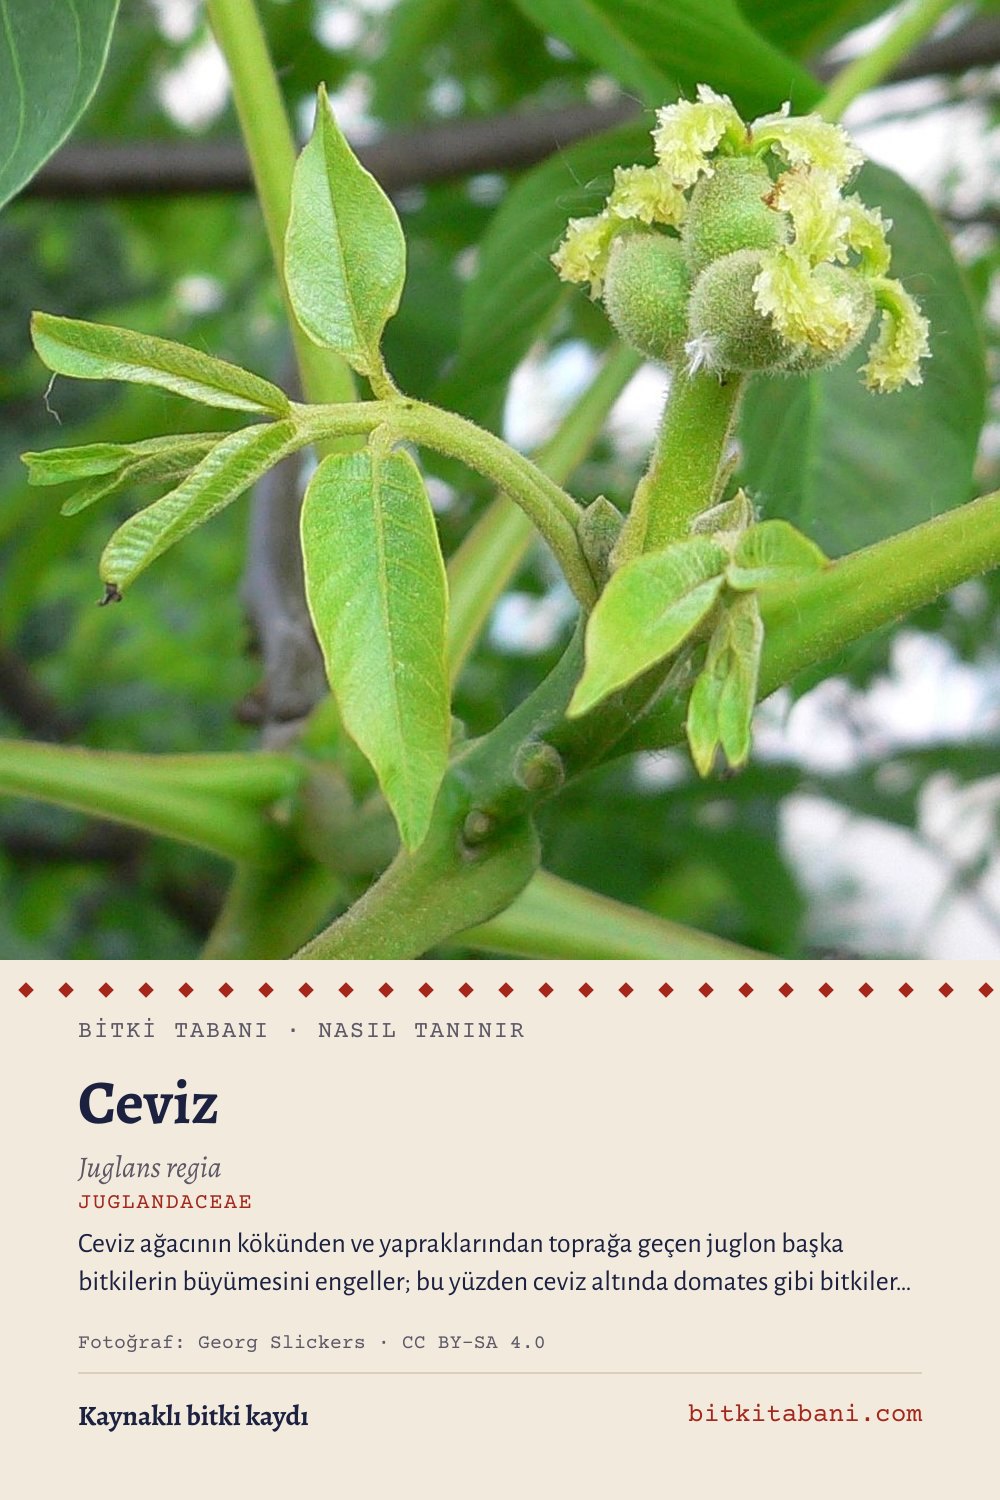 BİTKİ TABANI · NASIL TANINIR
Ceviz
Juglans regia
JUGLANDACEAE
Ceviz ağacının kökünden ve yapraklarından toprağa geçen juglon başka
bitkilerin büyümesini engeller; bu yüzden ceviz altında domates gibi bitkiler…
Fotoğraf: Georg Slickers · CC BY-SA 4.0
Kaynaklı bitki kaydı
bitkitabani.com